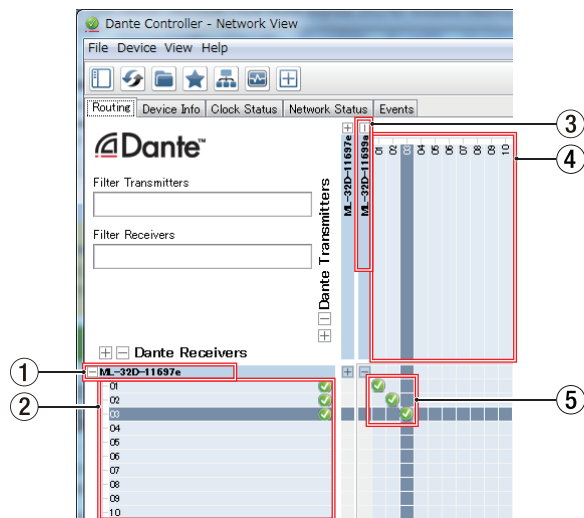 Dante Controller - Network View
File Device View Help
Routing Device Info Clock Status Network Status Events
Dante™
Filter Transmitters
Filter Receivers
Dante Transmitters
ML-32D-11697e
ML-32D-11699a
01 02 03 04 05 06 07 08 09 10
Dante Receivers
ML-32D-11697e
01
02
03
04
05
06
07
08
09
10
1
2
3
4
5